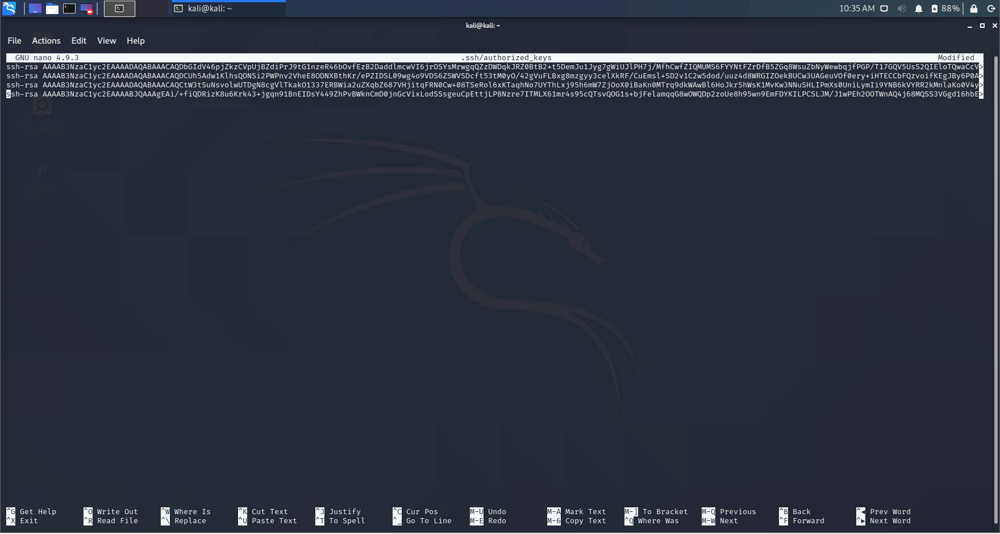 kali@kali: ~
10:35 AM
88%
kali@kali: ~
File Actions Edit View Help
GNU nano 4.9.3 .ssh/authorized_keys Modified
ssh-rsa AAAAB3NzaC1yc2EAAAADAQABAAACAQDbGIdV46pjZkzCVpUjBZdiPrJ9tG1nzeR46bOvfEzB2DaddlmcwVI6jrOSYsMrwgqQZzDWDqkJRZ0BtB2+t5DemJu1Jyg7gWiUJlPH7j/MfhCwfZIQMUMS6FYYNtFZrDfB5ZGq8WsuZbNyWewbqjfPGP/T17GQV5UsS2QIEloTQwaCcV>
ssh-rsa AAAAB3NzaC1yc2EAAAADAQABAAACAQDCUh5Adw1KlhsQONSi2PWPnv2VheE8ODNXBthKr/ePZIDSL09wg4o9VDS6ZSWVSDcft53tM0yO/42gVuFLBxg8mzgyy3celXkRF/CuEmsl+SD2v1C2w5dod/uuz4d8WRGIZOekBUCw3UAGeuVOf0ery+iHTECCbFQzvoifKEgJBy6P0A>
ssh-rsa AAAAB3NzaC1yc2EAAAADAQABAAACAQCtW3tSuNsvolwUTDgN8cgVlTkakO1337ERBWia2uZXqbZ687VHjitqFRN0Cw+08TSeRol6xKTaqhNo7UYThLxj95h6mW7ZjOoX0iBaKn0MTrq9dkWAwBl6HoJkr5hWsK1MvKw3NNuSHLIPmXs0UniLymIi9YNB6kVYRR2kMnlaKo0V4y>
ssh-rsa AAAAB3NzaC1yc2EAAAABJQAAAgEAi/+fiQDRizK8u6Krk43+jgqn91BnEIDsY449ZhPvBWknCmD0jnGcVixLodSSsgeuCpEttjLP8Nzre7ITMLX61mr4s95cQTsvQOG1s+bjFelamqqG8wOWQDp2zoUe8h95wn9EmFDYKILPCSLJM/J1wPEh2OOTWnAQ4j68MQSS3VGgd16hbE>
File System
Home
^G Get Help ^O Write Out ^W Where Is ^K Cut Text ^J Justify ^C Cur Pos M-U Undo M-A Mark Text M-] To Bracket M-Q Previous ^B Back ^◄ Prev Word
^X Exit ^R Read File ^\ Replace ^U Paste Text ^T To Spell ^_ Go To Line M-E Redo M-6 Copy Text ^Q Where Was M-W Next ^F Forward ^► Next Word